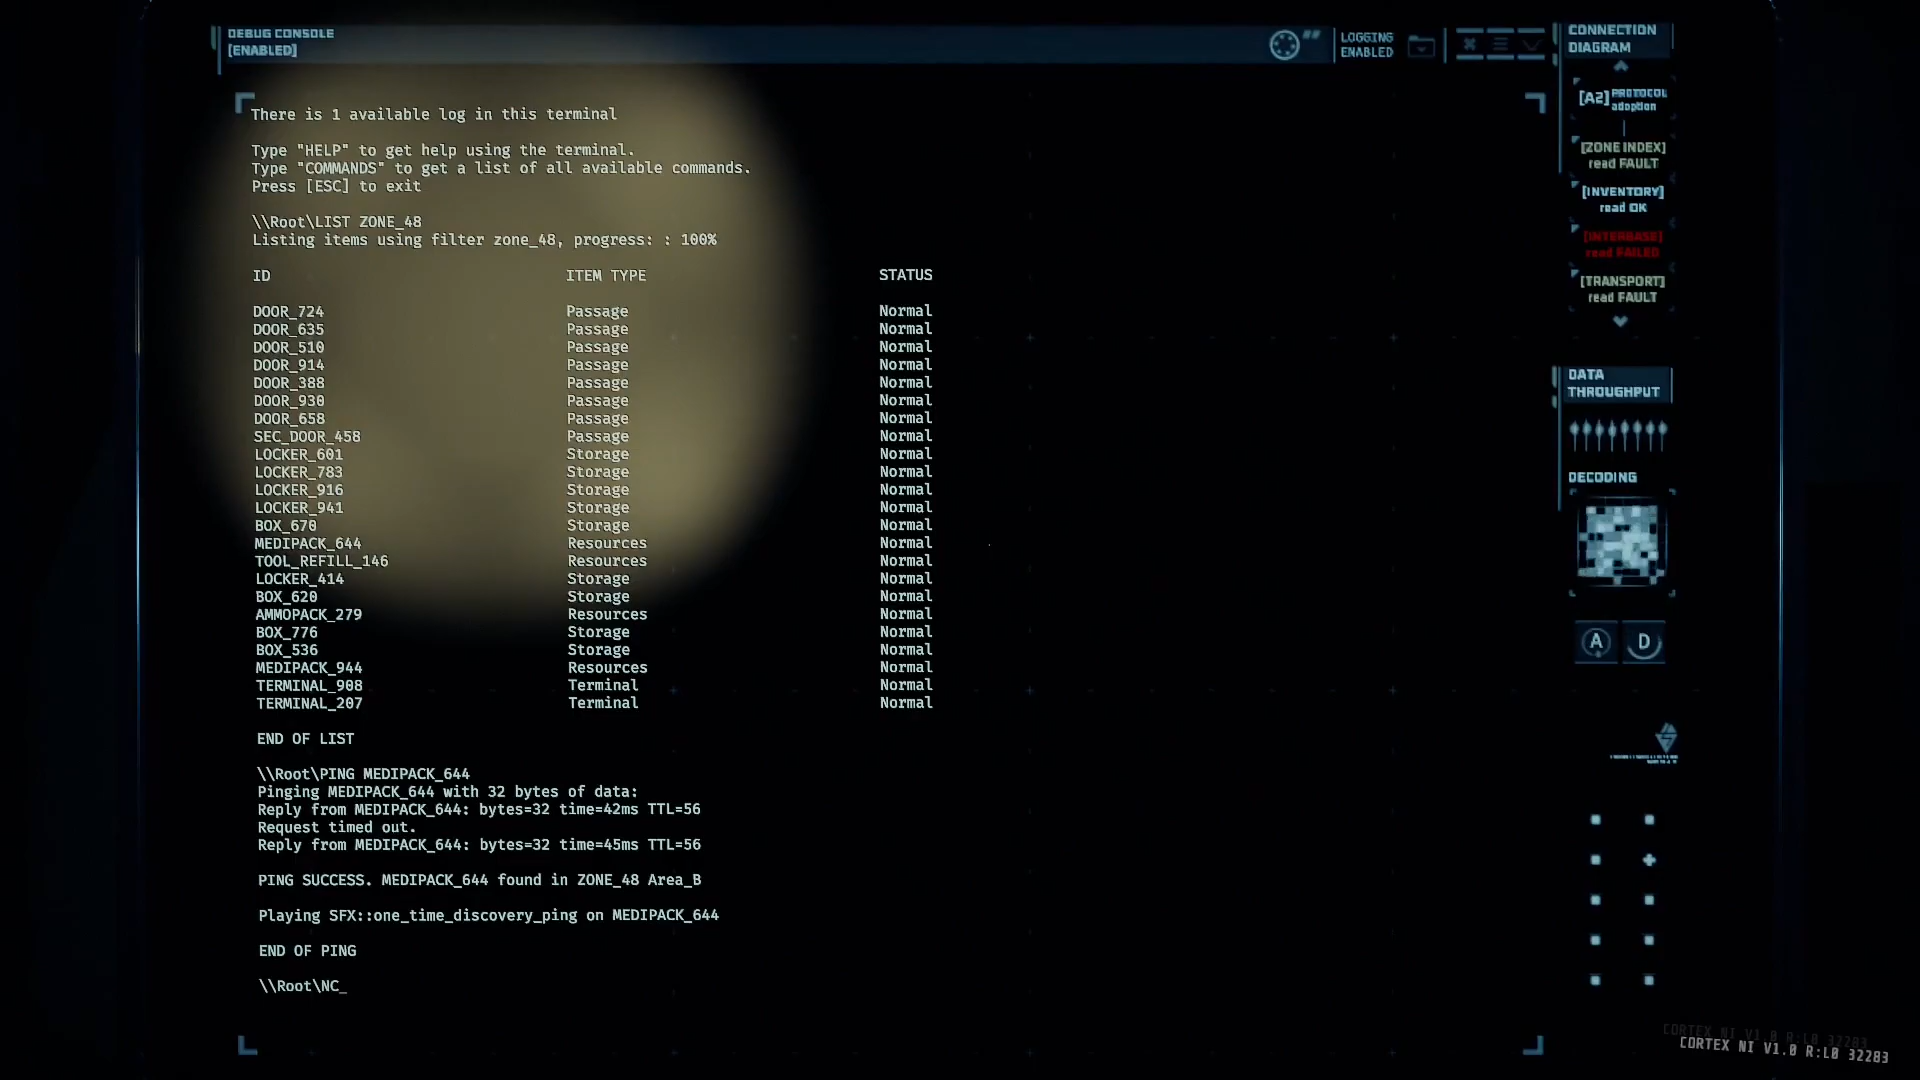 DEBUG CONSOLE
[ENABLED]
LOGGING
ENABLED
There is 1 available log in this terminal
Type "HELP" to get help using the terminal.
Type "COMMANDS" to get a list of all available commands.
Press [ESC] to exit
\\Root\LIST ZONE_48
Listing items using filter zone_48, progress: : 100%
ID ITEM TYPE STATUS
DOOR_724 Passage Normal
DOOR_635 Passage Normal
DOOR_510 Passage Normal
DOOR_914 Passage Normal
DOOR_388 Passage Normal
DOOR_930 Passage Normal
DOOR_658 Passage Normal
SEC_DOOR_458 Passage Normal
LOCKER_601 Storage Normal
LOCKER_783 Storage Normal
LOCKER_916 Storage Normal
LOCKER_941 Storage Normal
BOX_670 Storage Normal
MEDIPACK_644 Resources Normal
TOOL_REFILL_146 Resources Normal
LOCKER_414 Storage Normal
BOX_620 Storage Normal
AMMOPACK_279 Resources Normal
BOX_776 Storage Normal
BOX_536 Storage Normal
MEDIPACK_944 Resources Normal
TERMINAL_908 Terminal Normal
TERMINAL_207 Terminal Normal
END OF LIST
\\Root\PING MEDIPACK_644
Pinging MEDIPACK_644 with 32 bytes of data:
Reply from MEDIPACK_644: bytes=32 time=42ms TTL=56
Request timed out.
Reply from MEDIPACK_644: bytes=32 time=45ms TTL=56
PING SUCCESS. MEDIPACK_644 found in ZONE_48 Area_B
Playing SFX::one_time_discovery_ping on MEDIPACK_644
END OF PING
\\Root\NC_
CONNECTION
DIAGRAM
[A2] PROTOCOL
adoption
[ZONE INDEX]
read FAULT
[INVENTORY]
read OK
[INTERBASE]
read FAILED
[TRANSPORT]
read FAULT
DATA
THROUGHPUT
DECODING
A D
CORTEX NI V1.0 R:L0 32283
CORTEX NI V1.0 R:L0 32283